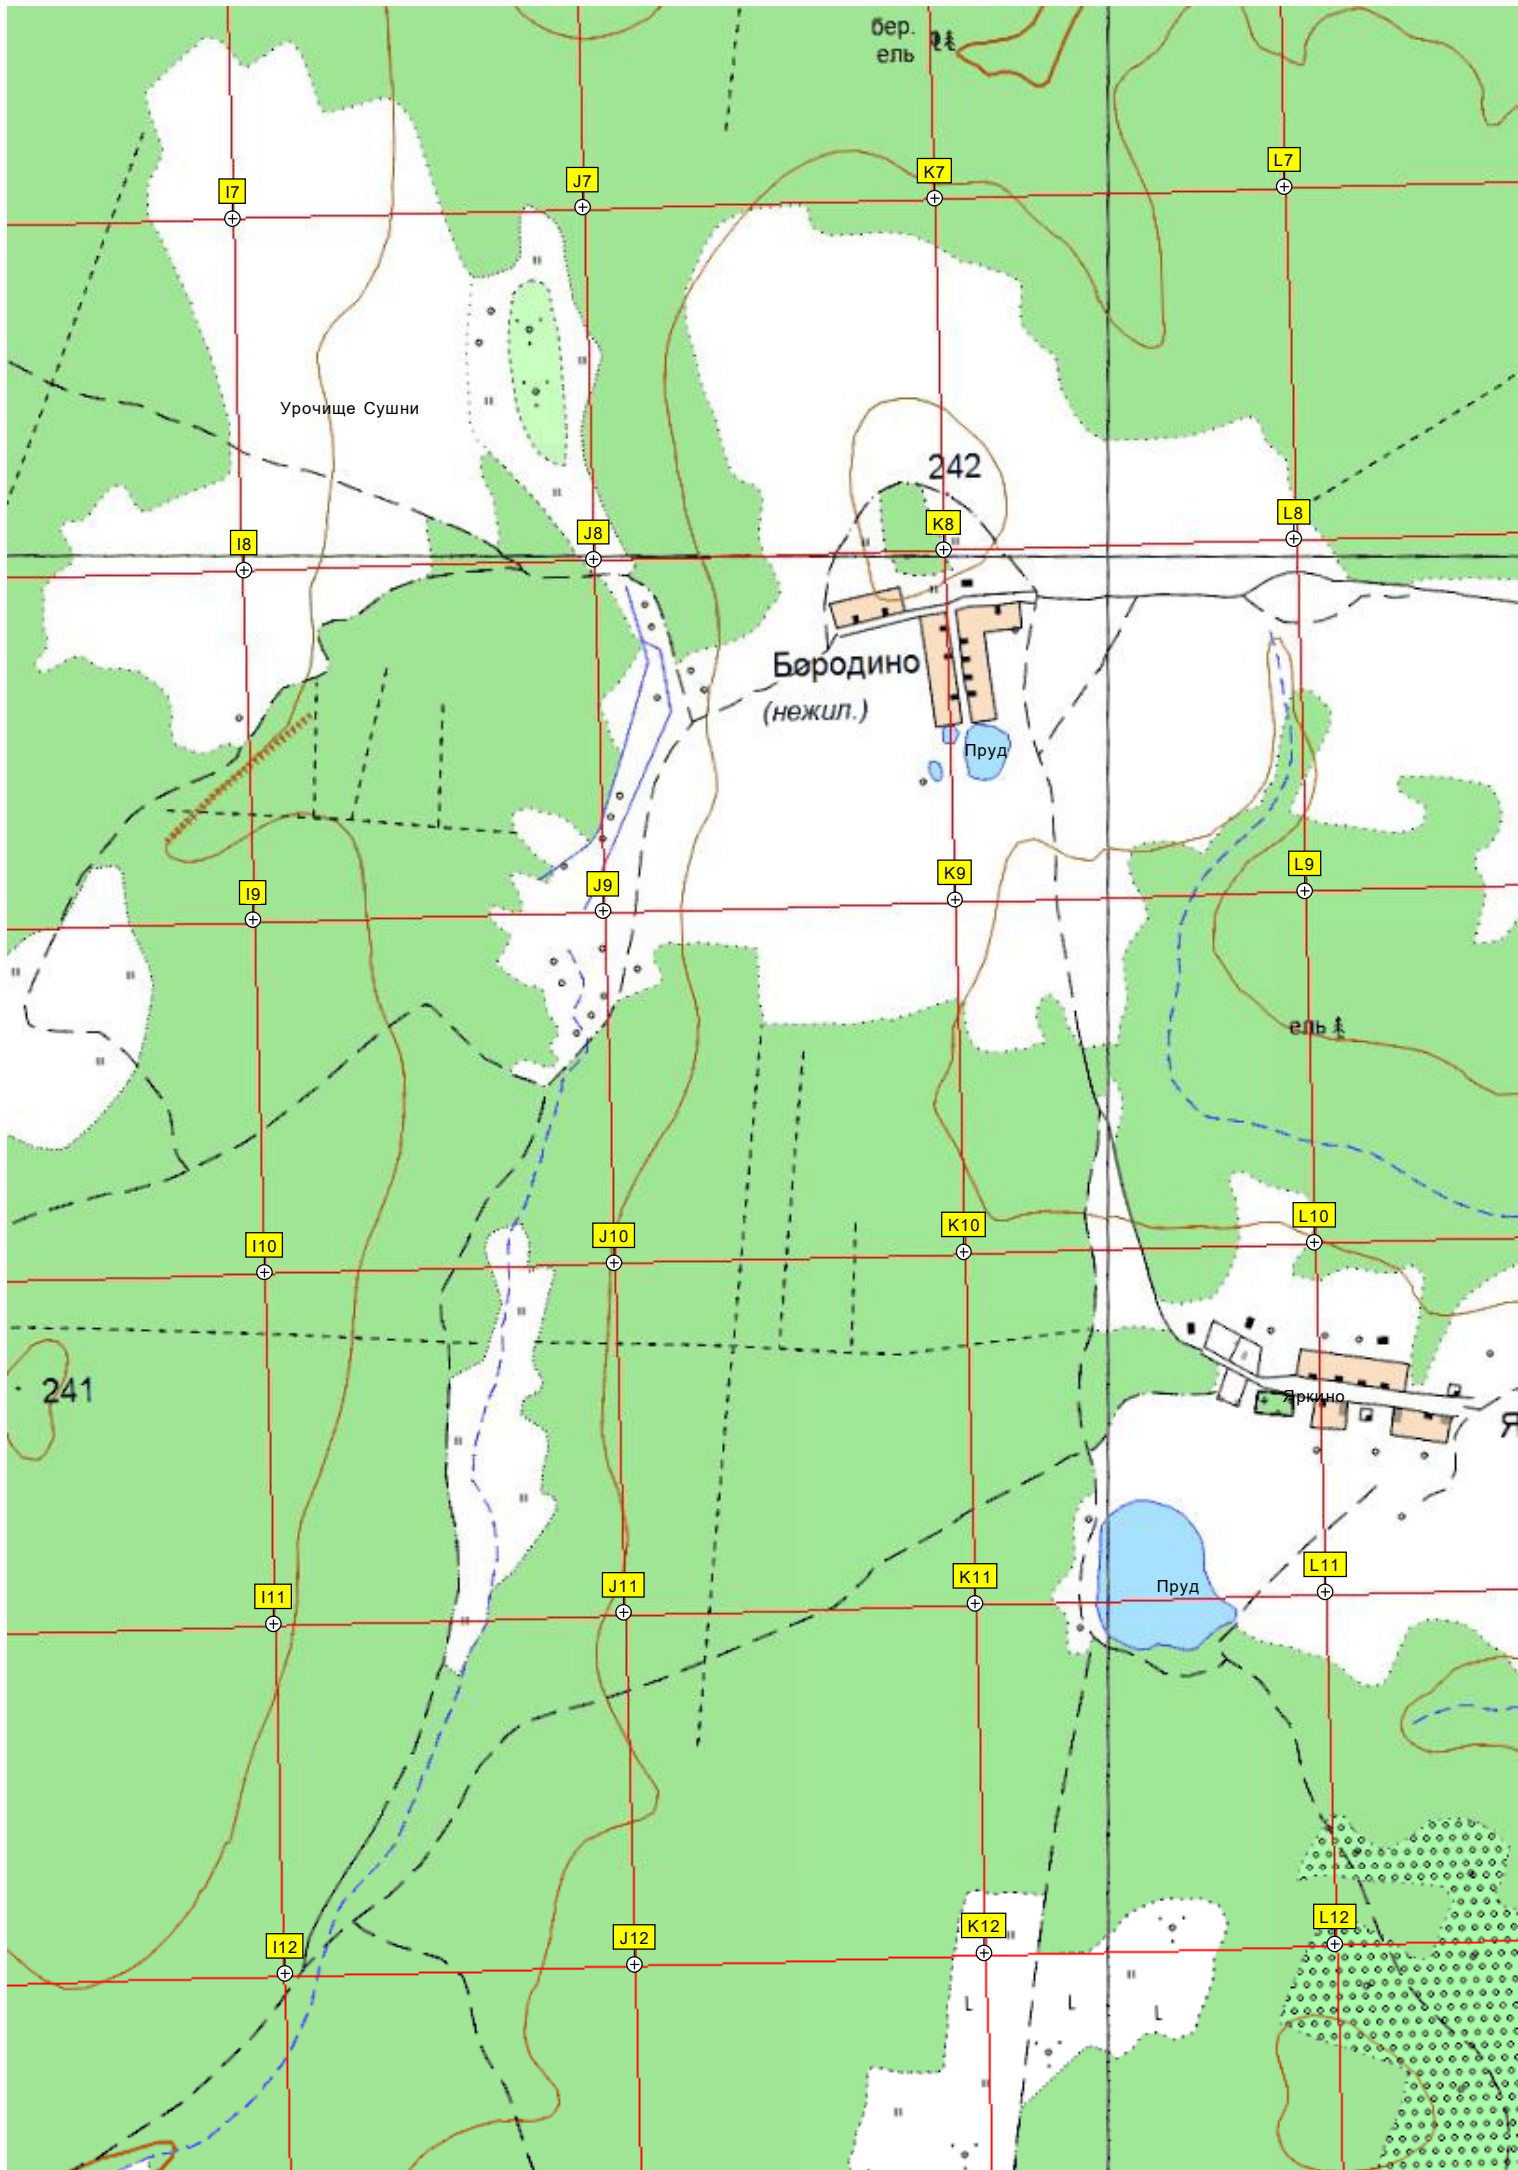 бер.
ель
I7
J7
K7
L7
Урочище Сушни
242
I8
J8
K8
L8
Бородино
(нежил.)
Пруд
I9
J9
K9
L9
ель
I10
J10
K10
L10
241
Яркино
Я
I11
J11
K11
L11
Пруд
I12
J12
K12
L12